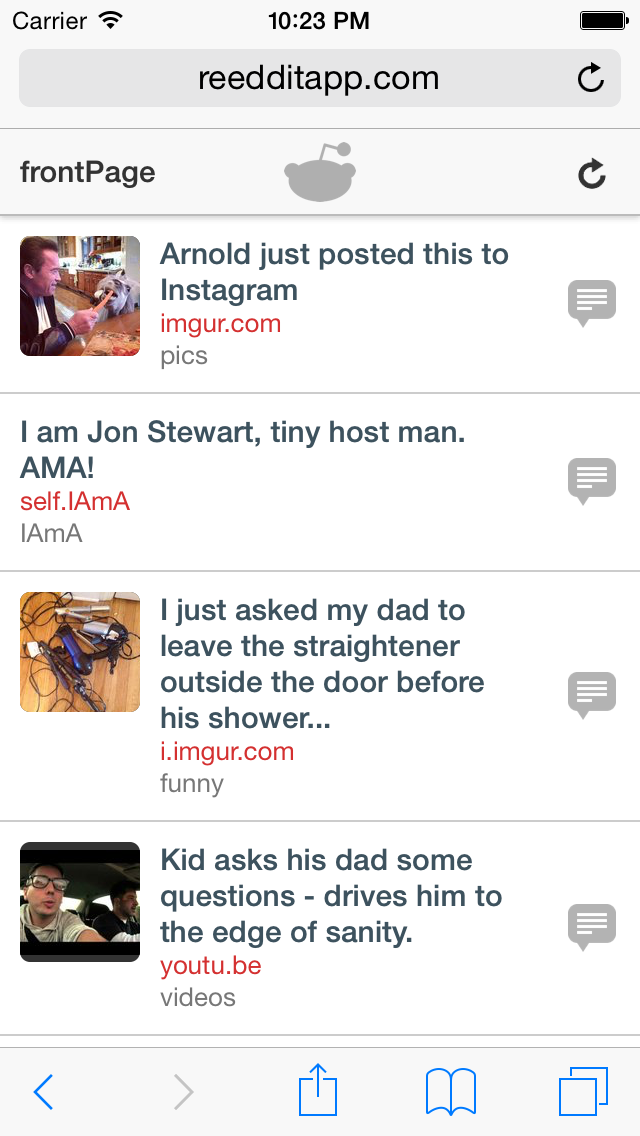 Carrier 10:23 PM
reedditapp.com
frontPage
Arnold just posted this to
Instagram
imgur.com
pics
I am Jon Stewart, tiny host man.
AMA!
self.IAmA
IAmA
I just asked my dad to
leave the straightener
outside the door before
his shower...
i.imgur.com
funny
Kid asks his dad some
questions - drives him to
the edge of sanity.
youtu.be
videos